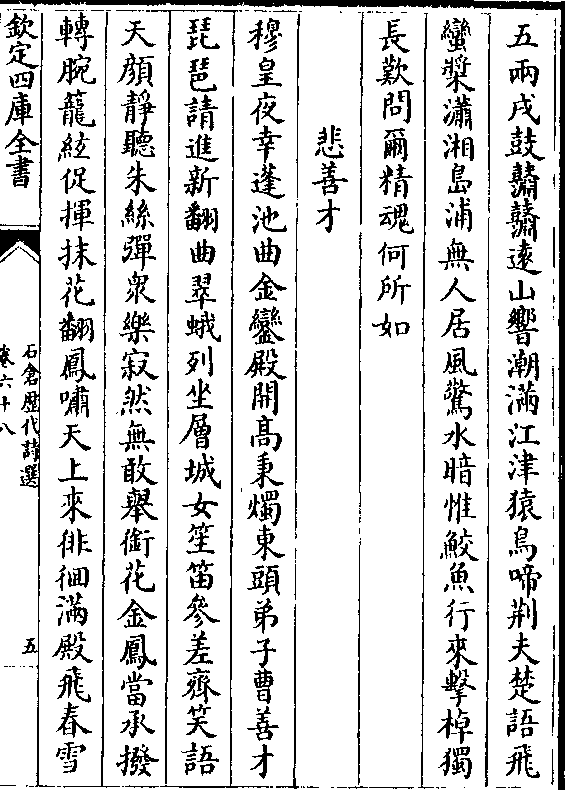 五兩戍鼓鼘鼘遠山響潮滿江津猿鳥啼荆夫楚語飛
蠻槳瀟湘島浦無人居風驚水暗惟鮫魚行來擊棹獨
長歎問爾精魂何所如
悲善才
穆皇夜幸蓬池曲金鑾殿開髙秉燭東頭弟子曹善才
琵琶請進新翻曲翠蛾列坐層城女笙笛參差齊笑語
天顔靜聽朱絲彈衆樂寂然無敢舉銜花金鳳當承撥
轉腕籠絃促揮抹花翻鳳嘯天上來徘徊滿殿飛春雪
欽定四庫全書
石倉歴代詩選
卷六十八
五